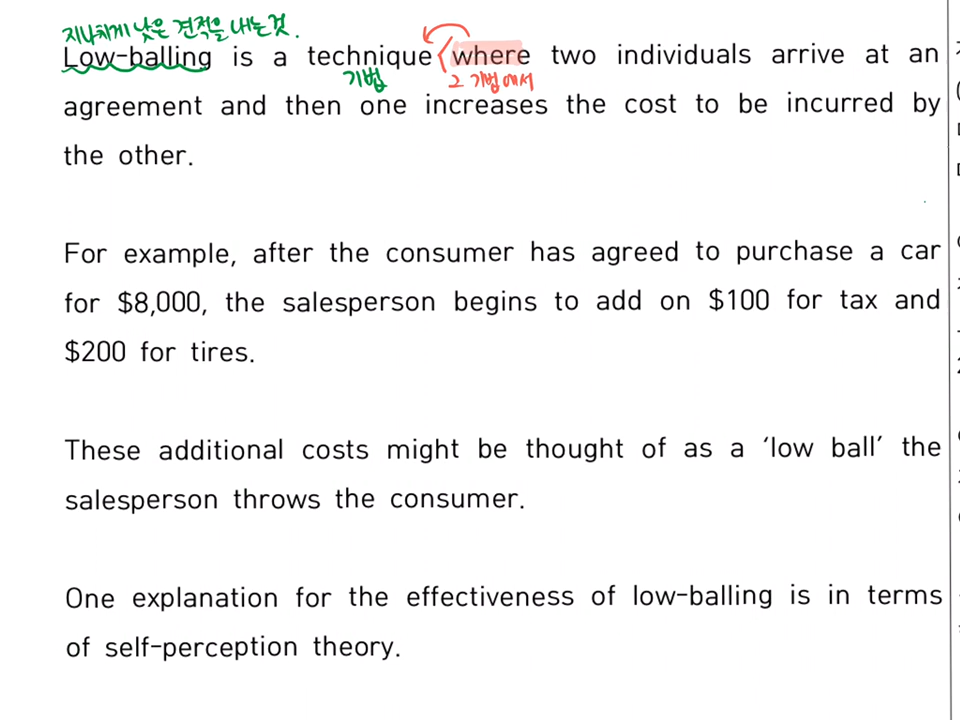 지나치게 낮은 견적을 내는 것.
Low-balling is a technique where two individuals arrive at an
기법 그 기법에서
agreement and then one increases the cost to be incurred by
the other.
For example, after the consumer has agreed to purchase a car
for $8,000, the salesperson begins to add on $100 for tax and
$200 for tires.
These additional costs might be thought of as a ‘low ball’ the
salesperson throws the consumer.
One explanation for the effectiveness of low-balling is in terms
of self-perception theory.